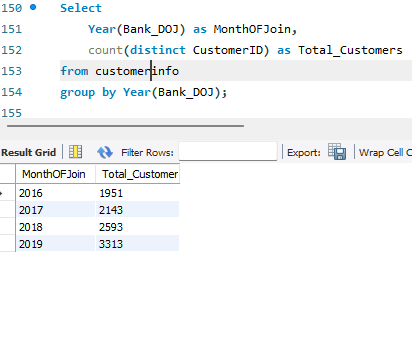 150 Select
151 Year(Bank_DOJ) as MonthOFJoin,
152 count(distinct CustomerID) as Total_Customers
153 from customerinfo
154 group by Year(Bank_DOJ);
155
Result Grid Filter Rows: Export: Wrap Cell C
MonthOFJoin Total_Customer
2016 1951
2017 2143
2018 2593
2019 3313